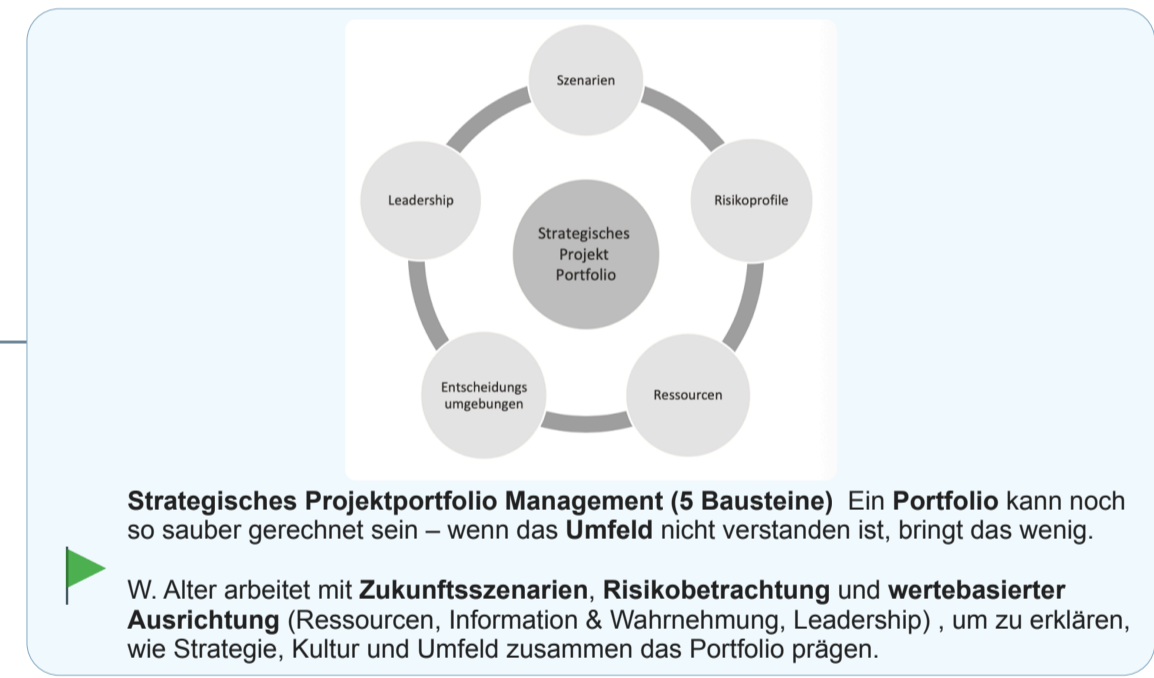 Szenarien
Leadership
Risikoprofile
Strategisches
Projekt
Portfolio
Entscheidungs
umgebungen
Ressourcen
Strategisches Projektportfolio Management (5 Bausteine)  Ein Portfolio kann noch
so sauber gerechnet sein – wenn das Umfeld nicht verstanden ist, bringt das wenig.
W. Alter arbeitet mit Zukunftsszenarien, Risikobetrachtung und wertebasierter
Ausrichtung (Ressourcen, Information & Wahrnehmung, Leadership) , um zu erklären,
wie Strategie, Kultur und Umfeld zusammen das Portfolio prägen.